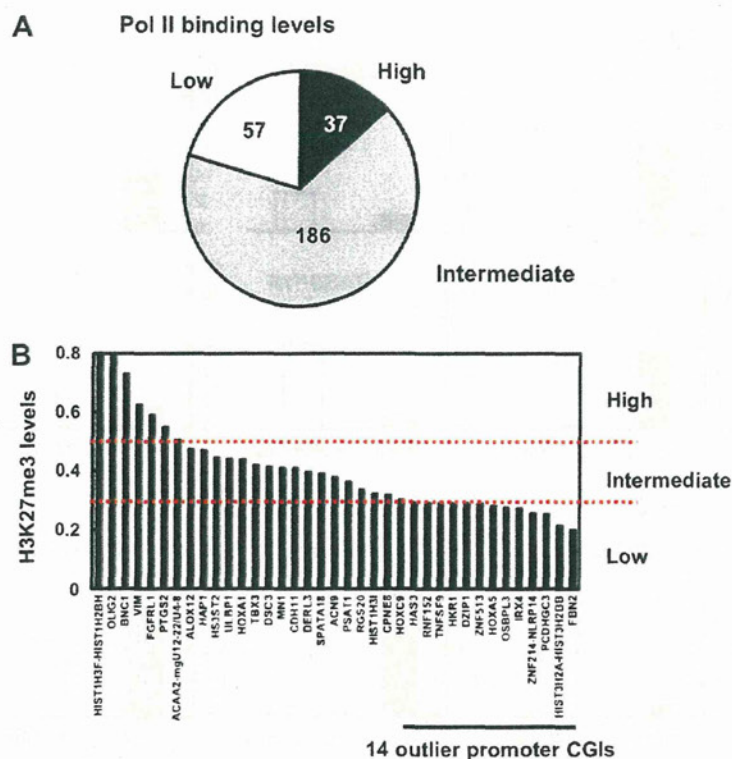 A
Pol II binding levels
Low
High
57
37
186
Intermediate
B
H3K27me3 levels
0.8
0.6
0.4
0.2
0
High
Intermediate
Low
HIST1H3F-HIST1H2BH
OLIG2
BNC1
VIM
FGFRL1
PTGS2
ACAA2-mgU12-22/U4-8
ALOX12
HAP1
HS3ST2
ULBP1
HOXA1
TBX3
DSC3
MN1
CDH11
DERL3
SPATA18
ACN9
PSAT1
RGS20
HIST1H3I
CPNE8
HOXC9
HAS3
RNF152
TNFSF9
HKR1
DZIP1
ZNF513
HOXA5
OSBPL3
IRX4
ZNF214-NLRP14
PCDHGC3
HIST3H2A-HIST3H2BB
FBN2
14 outlier promoter CGIs